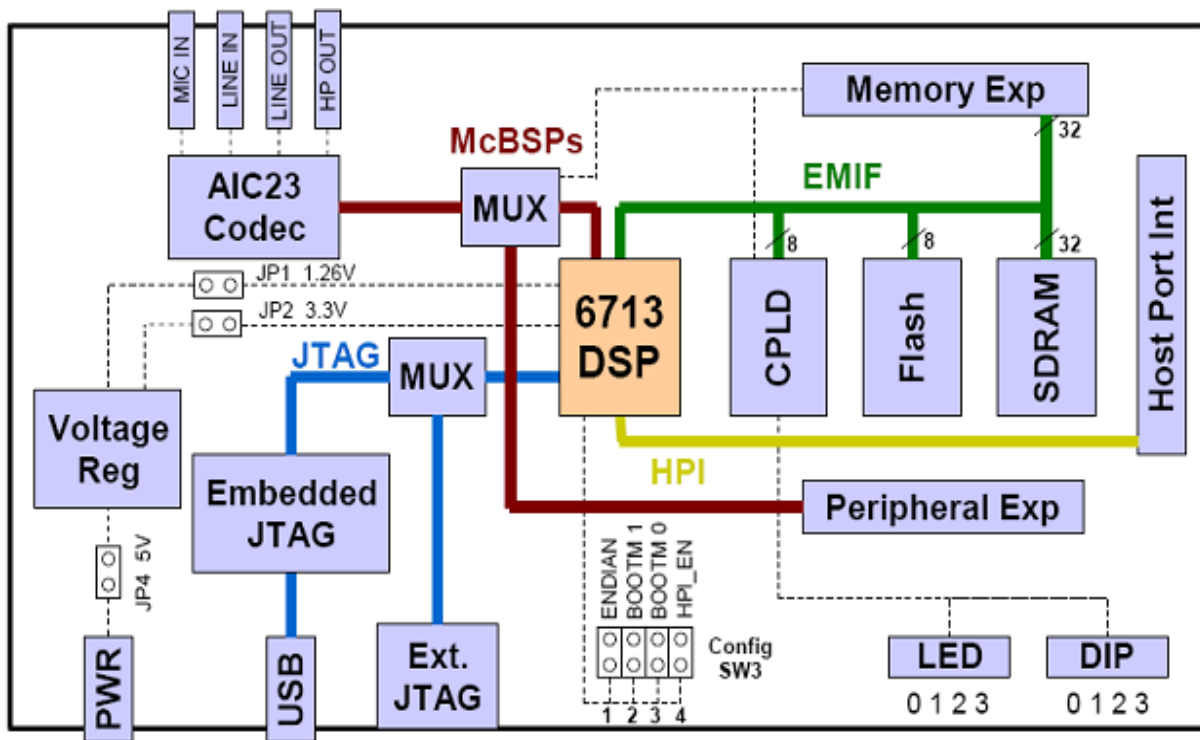 MIC IN
LINE IN
LINE OUT
HP OUT
Memory Exp
32
McBSPs
AIC23
Codec
MUX
EMIF
8
8
32
Host Port Int
JP1 1.26V
JP2 3.3V
6713
DSP
CPLD
Flash
SDRAM
JTAG
MUX
Voltage
Reg
HPI
Embedded
JTAG
Peripheral Exp
JP4 5V
ENDIAN
BOOTM 1
BOOTM 0
HPI_EN
Config
SW3
PWR
USB
Ext.
JTAG
1 2 3 4
LED
DIP
0 1 2 3
0 1 2 3